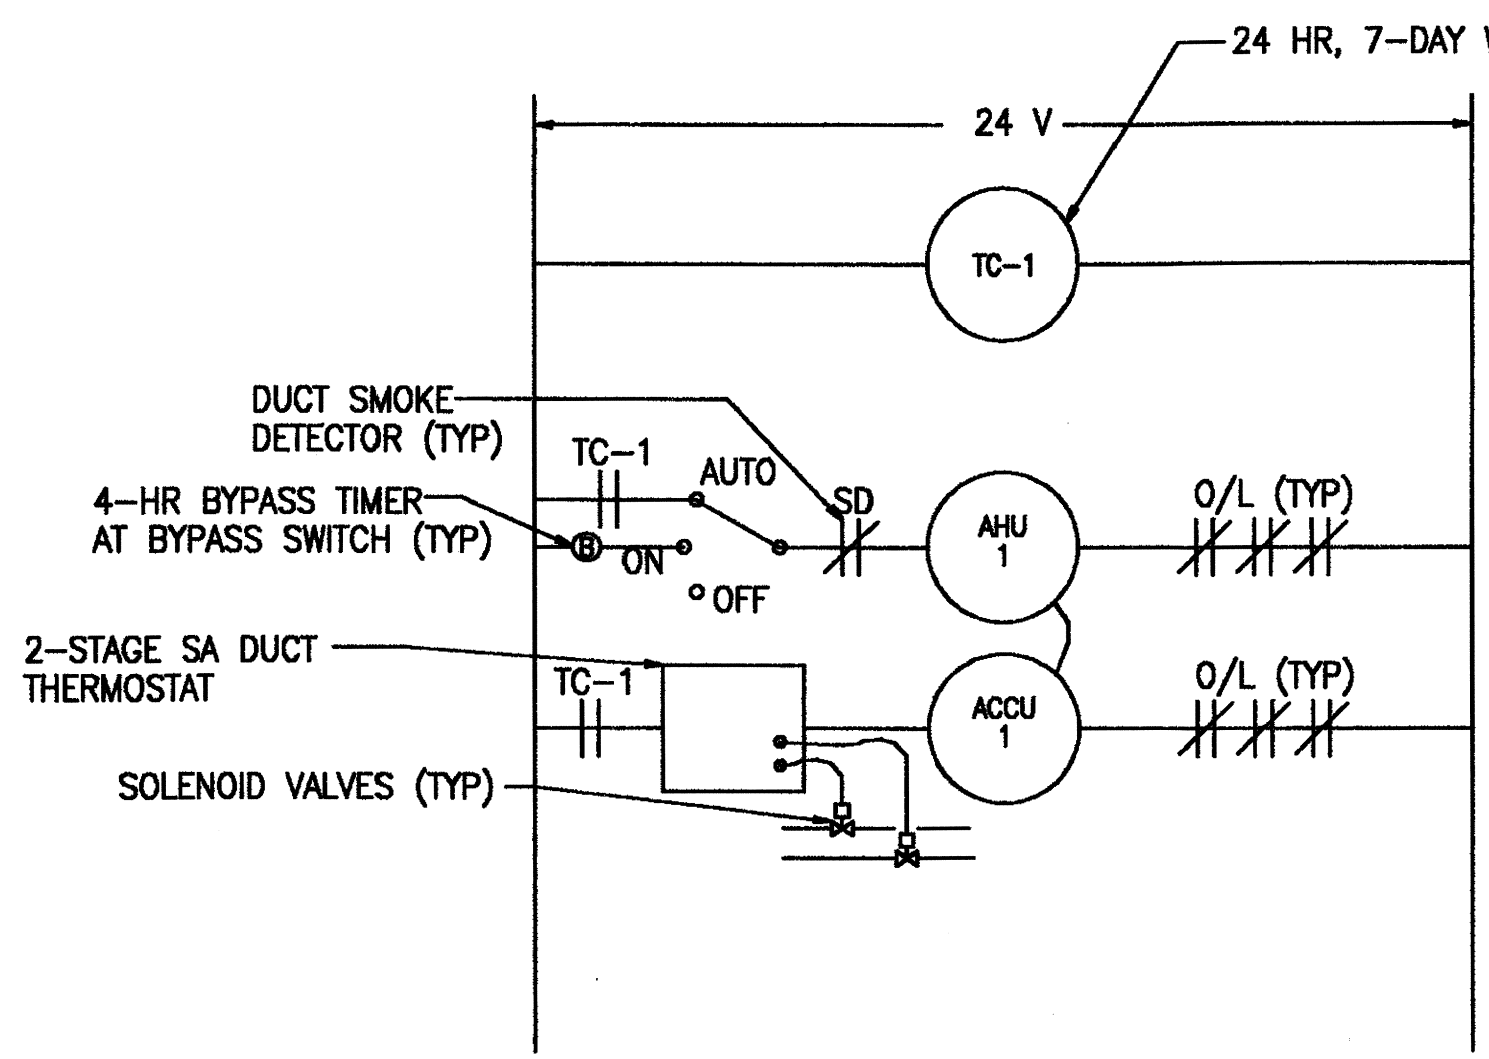 24 HR, 7-DAY
24 V
TC-1
DUCT SMOKE
DETECTOR (TYP)
TC-1
AUTO
SD
4-HR BYPASS TIMER
AT BYPASS SWITCH (TYP)
B
ON
OFF
AHU
1
O/L (TYP)
2-STAGE SA DUCT
THERMOSTAT
TC-1
ACCU
1
O/L (TYP)
SOLENOID VALVES (TYP)